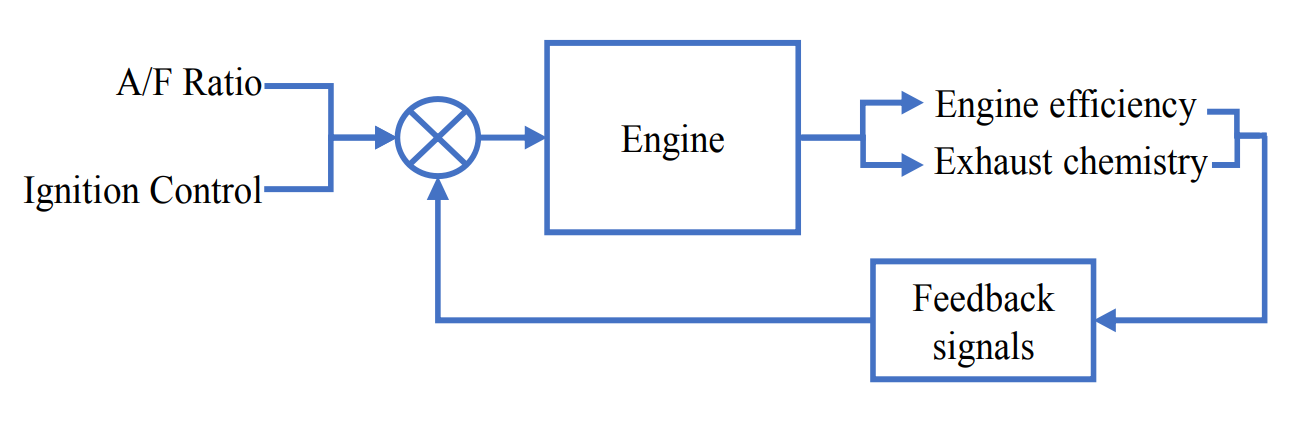 A/F Ratio
Ignition Control
Engine
Engine efficiency
Exhaust chemistry
Feedback
signals